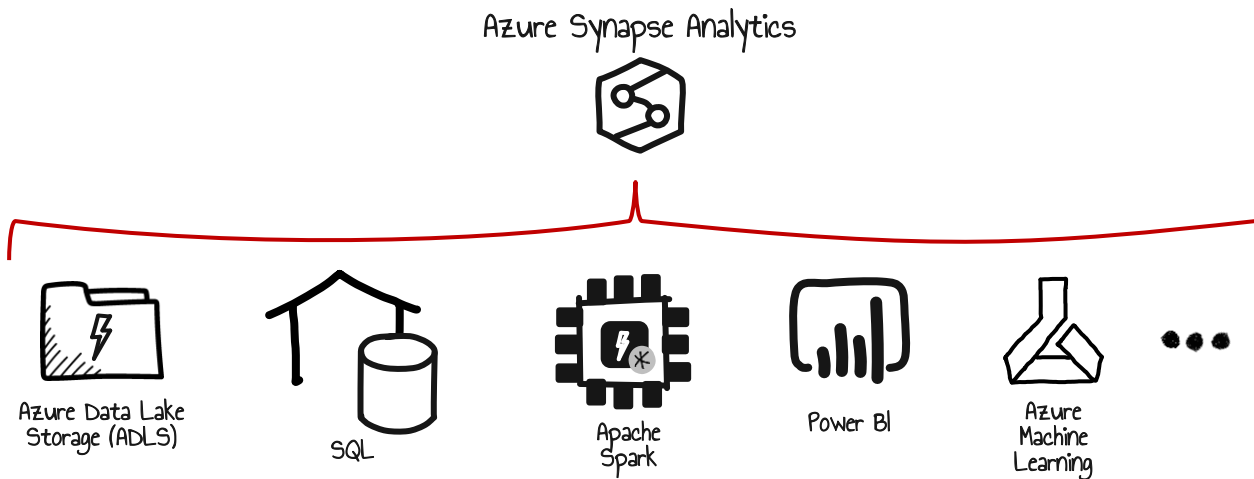 Azure Synapse Analytics
Azure Data Lake
Storage (ADLS)
SQL
Apache
Spark
Power BI
Azure
Machine
Learning